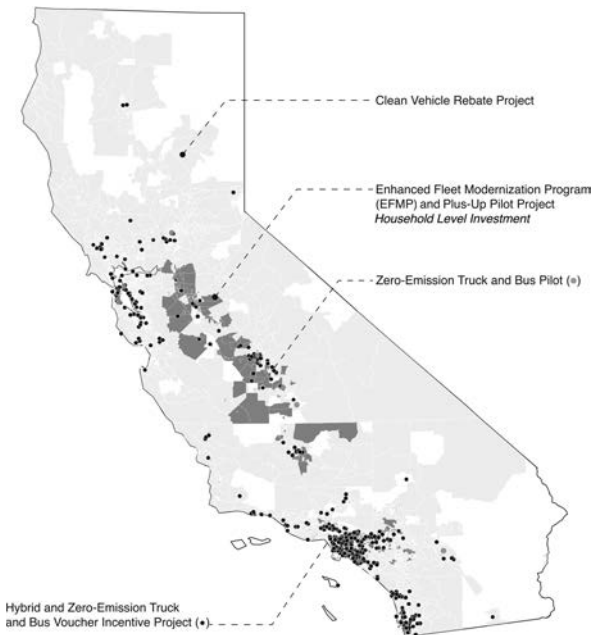 Clean Vehicle Rebate Project
Enhanced Fleet Modernization Program
(EFMP) and Plus-Up Pilot Project
Household Level Investment
Zero-Emission Truck and Bus Pilot (●)
Hybrid and Zero-Emission Truck
and Bus Voucher Incentive Project (•)